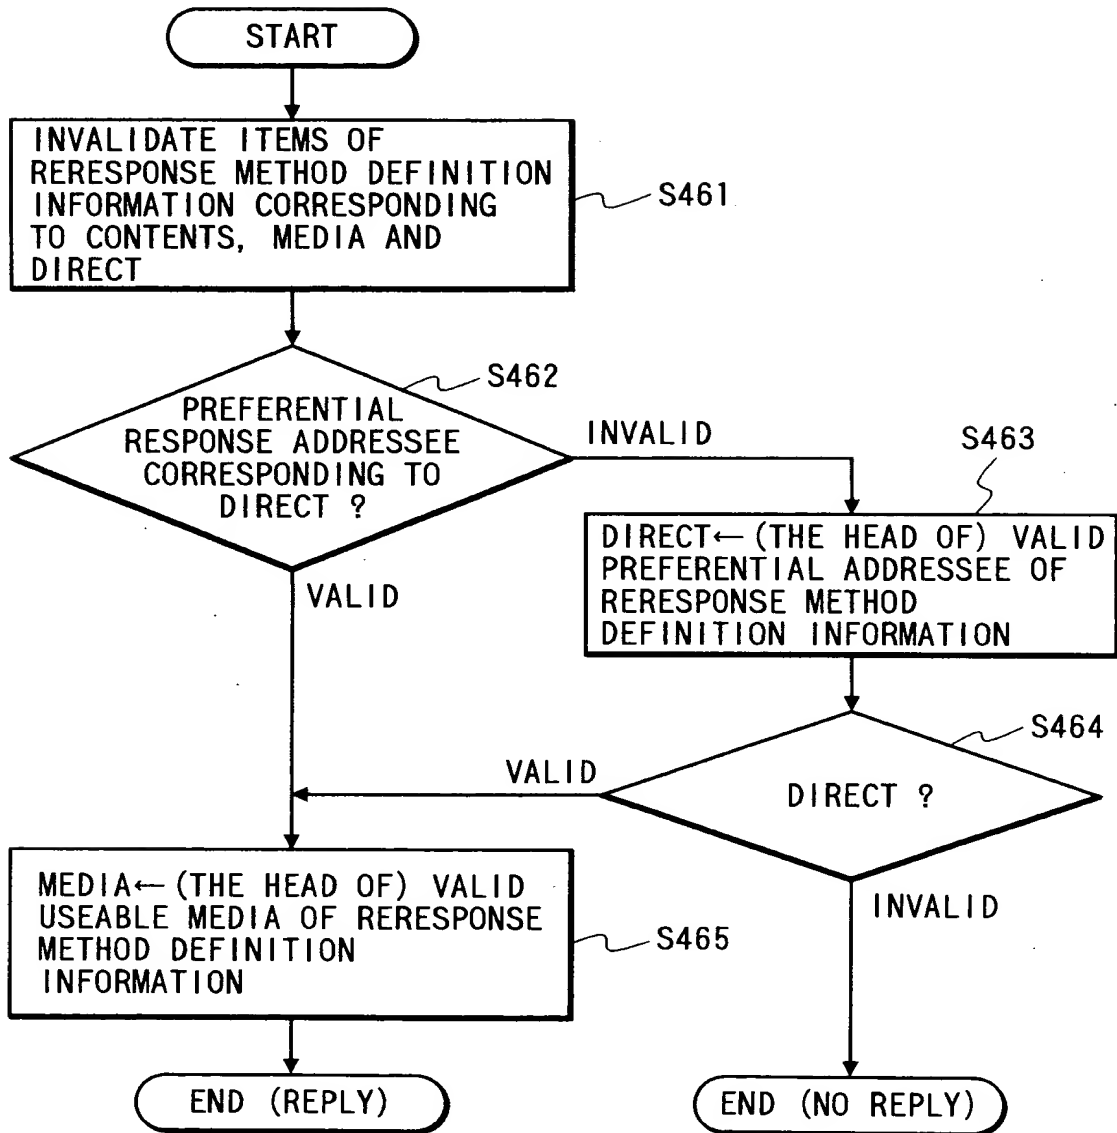 START
INVALIDATE ITEMS OF
RERESPONSE METHOD DEFINITION
INFORMATION CORRESPONDING
TO CONTENTS, MEDIA AND
DIRECT
S461
S462
PREFERENTIAL
RESPONSE ADDRESSEE
CORRESPONDING TO
DIRECT ?
INVALID
VALID
S463
DIRECT←(THE HEAD OF) VALID
PREFERENTIAL ADDRESSEE OF
RERESPONSE METHOD
DEFINITION INFORMATION
S464
DIRECT ?
VALID
INVALID
MEDIA←(THE HEAD OF) VALID
USEABLE MEDIA OF RERESPONSE
METHOD DEFINITION
INFORMATION
S465
END (REPLY)
END (NO REPLY)